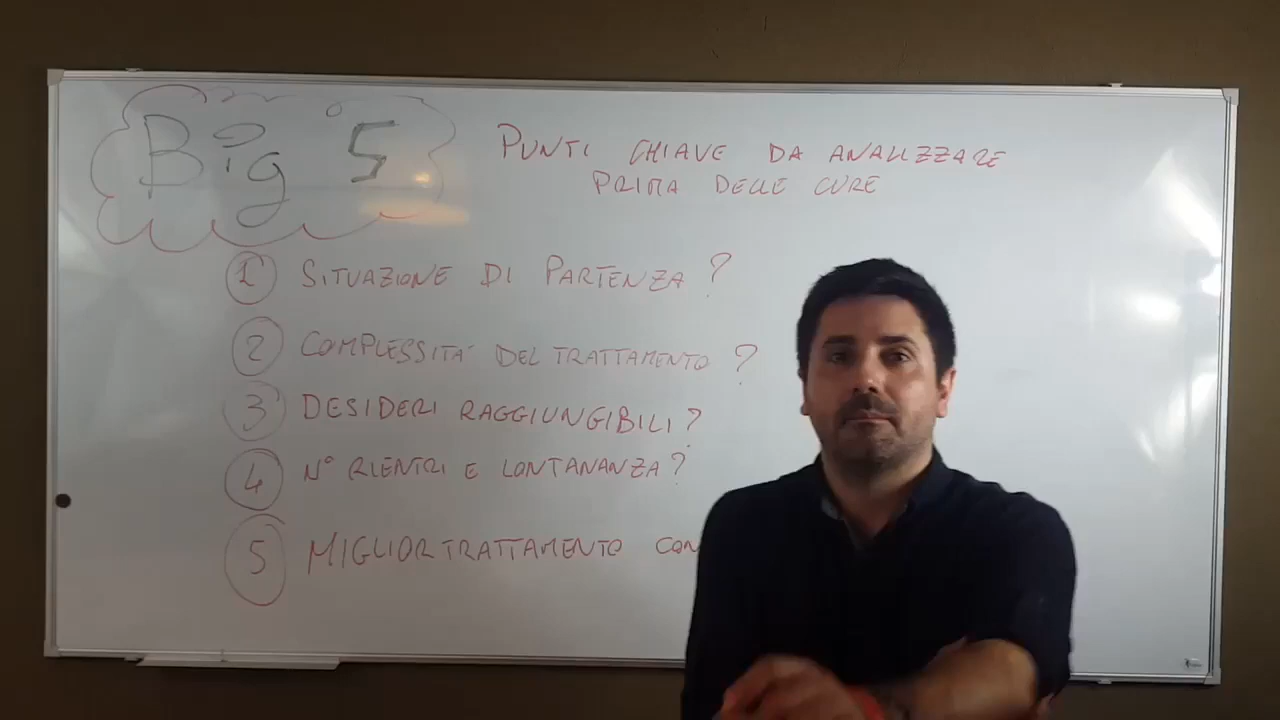 Big 5
PUNTI CHIAVE DA ANALIZZARE
PRIMA DELLE CURE
1 SITUAZIONE DI PARTENZA?
2 COMPLESSITA' DEL TRATTAMENTO?
3 DESIDERI RAGGIUNGIBILI?
4 N° RIENTRI E LONTANANZA?
5 MIGLIOR TRATTAMENTO CON